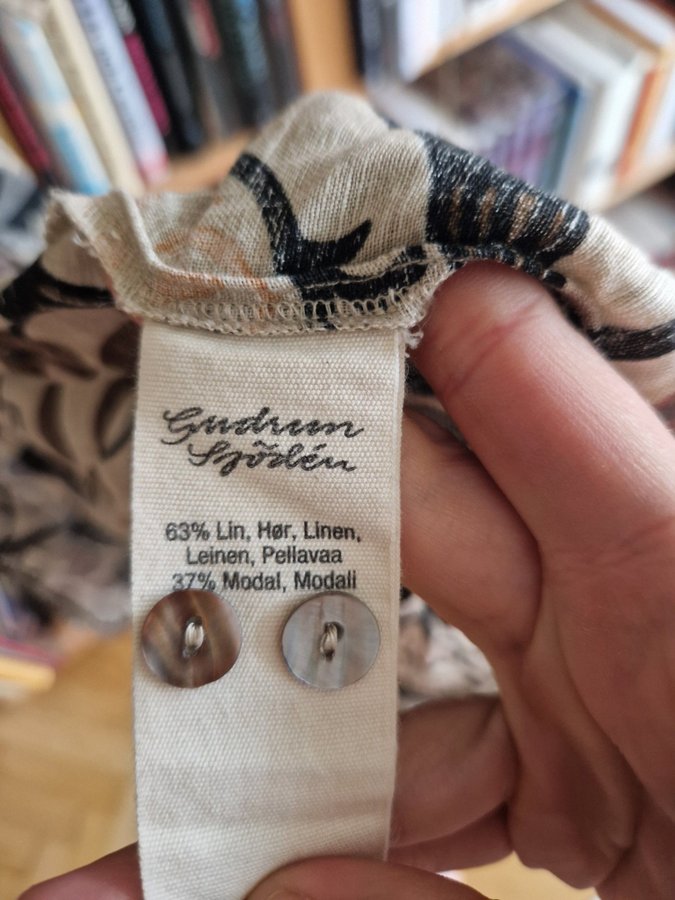 Gudrun
Sjödén
63% Lin, Hør, Linen,
Leinen, Pellavaa
37% Modal, Modali